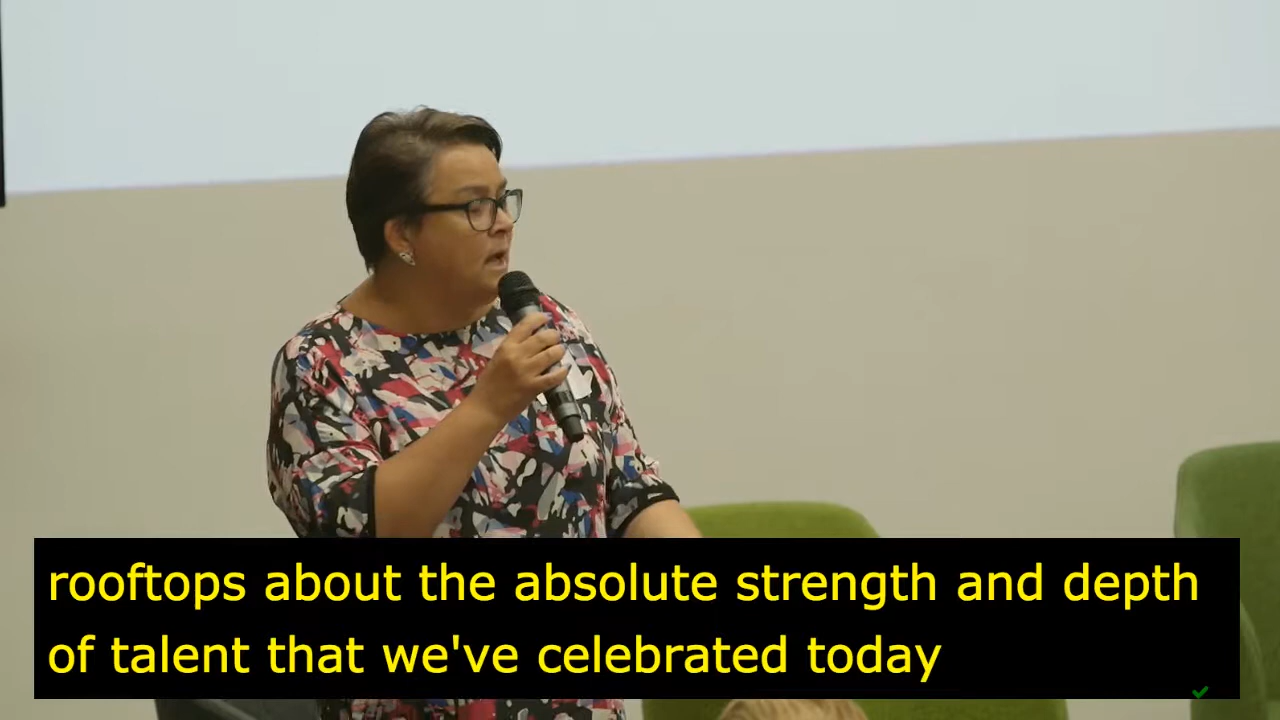 rooftops about the absolute strength and depth
of talent that we've celebrated today